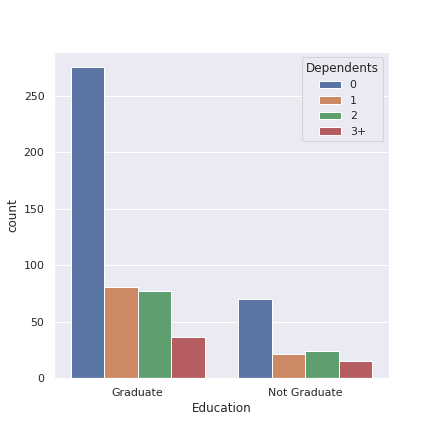 Dependents
0
1
2
3+
250
200
150
100
50
0
count
Graduate
Not Graduate
Education